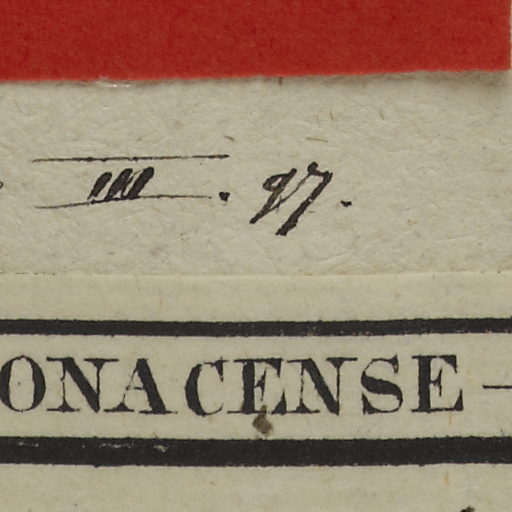 III. 97.
ONACENSE –